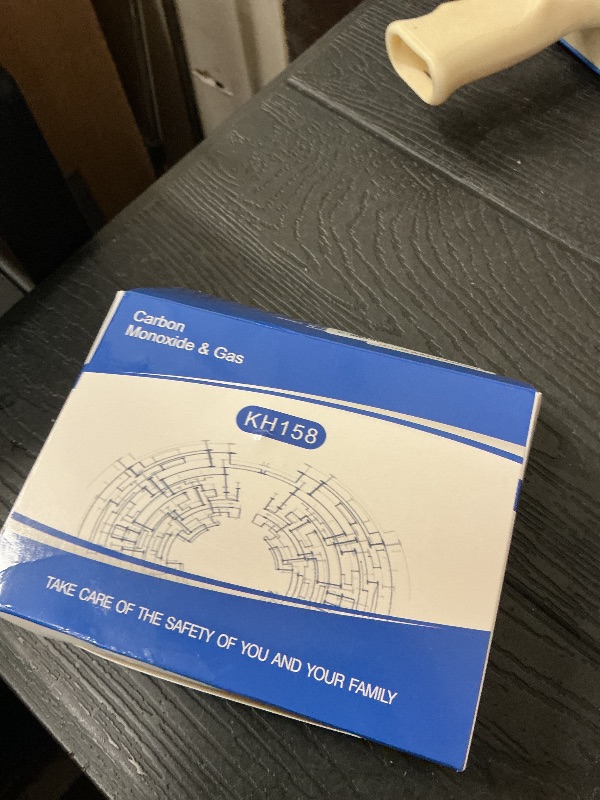 Carbon
Monoxide & Gas
KH158
TAKE CARE OF THE SAFETY OF YOU AND YOUR FAMILY